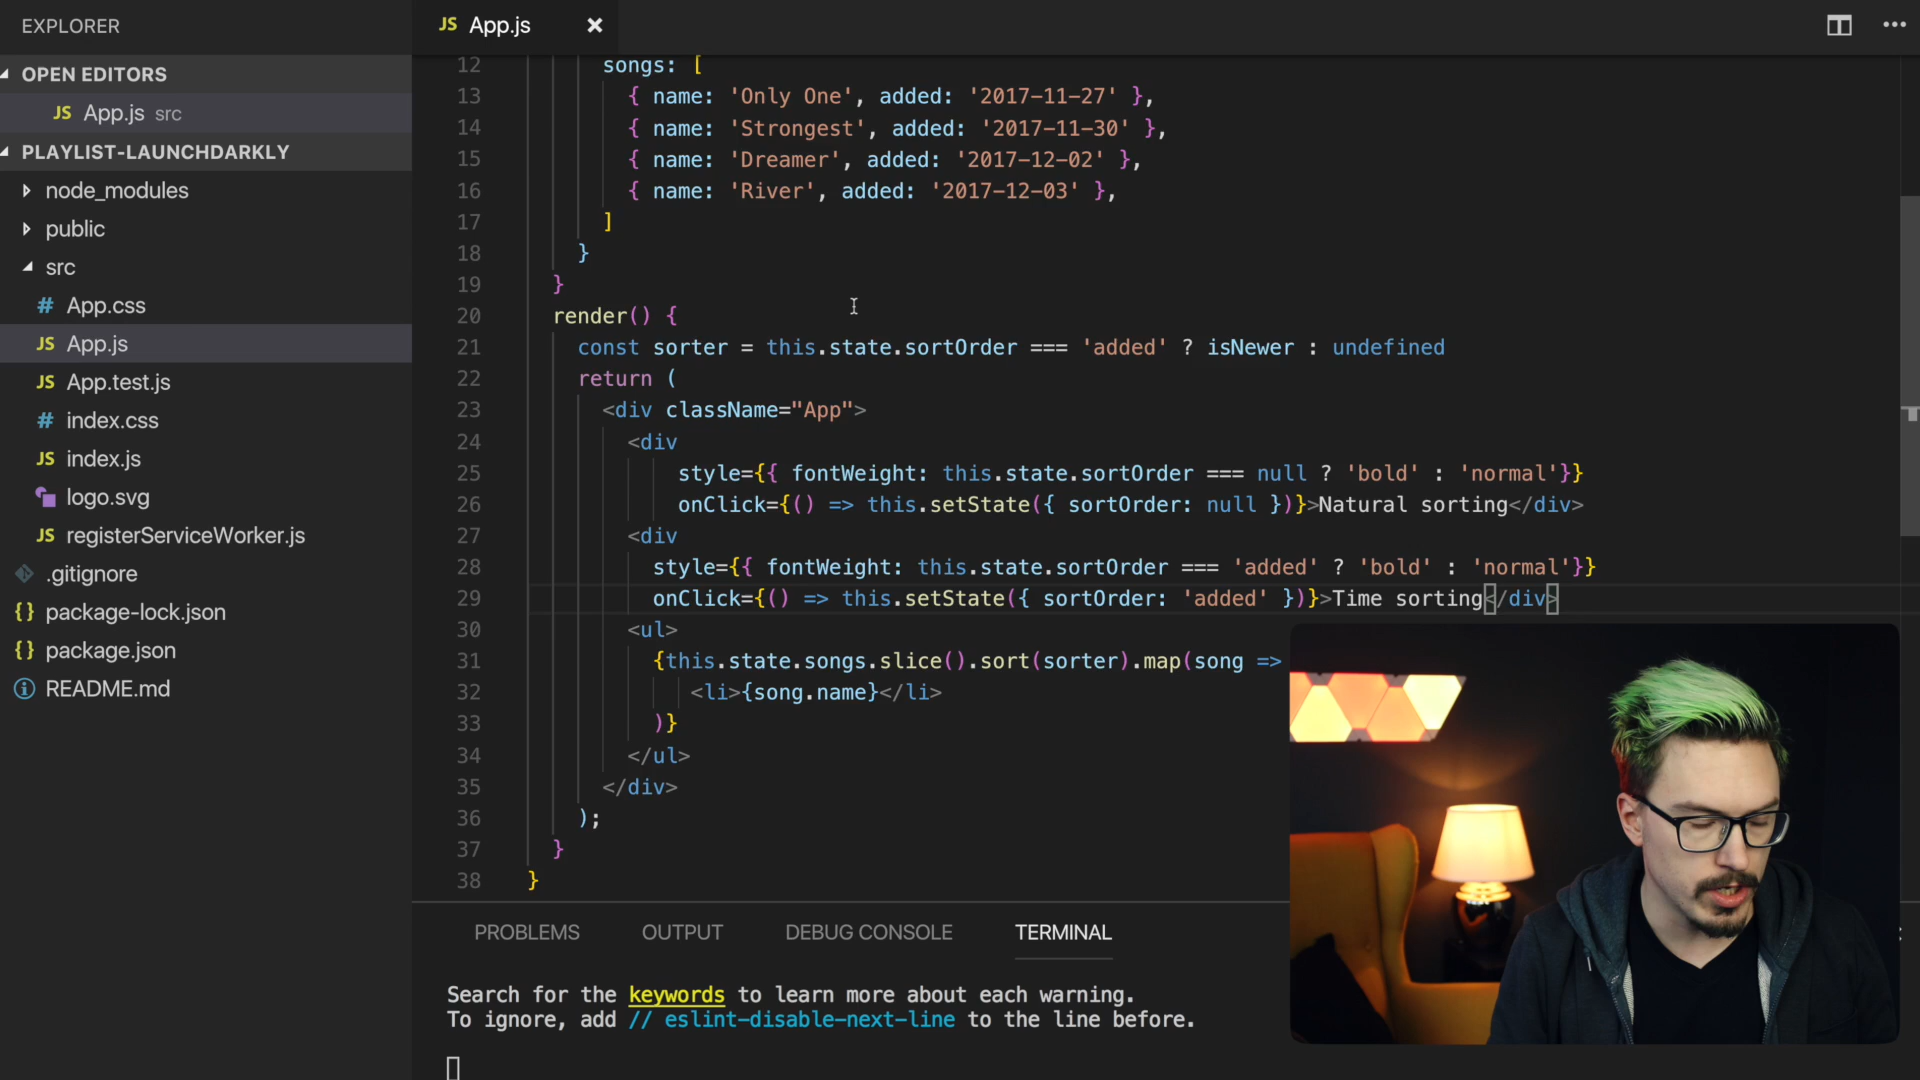 EXPLORER
OPEN EDITORS
JS App.js src
PLAYLIST-LAUNCHDARKLY
node_modules
public
src
# App.css
JS App.js
JS App.test.js
# index.css
JS index.js
logo.svg
JS registerServiceWorker.js
.gitignore
{} package-lock.json
{} package.json
README.md
JS App.js
12 songs: [
13 { name: 'Only One', added: '2017-11-27' },
14 { name: 'Strongest', added: '2017-11-30' },
15 { name: 'Dreamer', added: '2017-12-02' },
16 { name: 'River', added: '2017-12-03' },
17 ]
18 }
19 }
20 render() {
21 const sorter = this.state.sortOrder === 'added' ? isNewer : undefined
22 return (
23 <div className="App">
24 <div
25 style={{ fontWeight: this.state.sortOrder === null ? 'bold' : 'normal'}}
26 onClick={() => this.setState({ sortOrder: null })}>Natural sorting</div>
27 <div
28 style={{ fontWeight: this.state.sortOrder === 'added' ? 'bold' : 'normal'}}
29 onClick={() => this.setState({ sortOrder: 'added' })}>Time sorting</div>
30 <ul>
31 {this.state.songs.slice().sort(sorter).map(song =>
32 <li>{song.name}</li>
33 )}
34 </ul>
35 </div>
36 );
37 }
38 }
PROBLEMS OUTPUT DEBUG CONSOLE TERMINAL
Search for the keywords to learn more about each warning.
To ignore, add // eslint-disable-next-line to the line before.